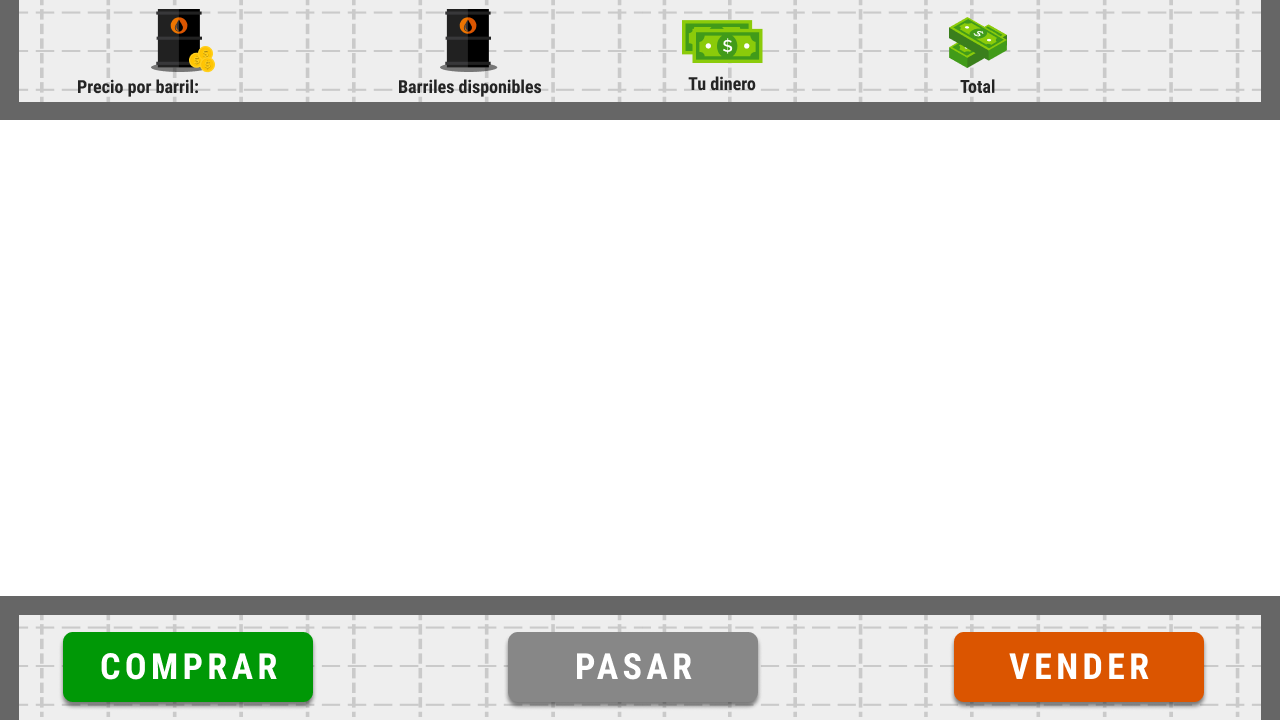 Precio por barril:
Barriles disponibles
Tu dinero
Total
COMPRAR
PASAR
VENDER